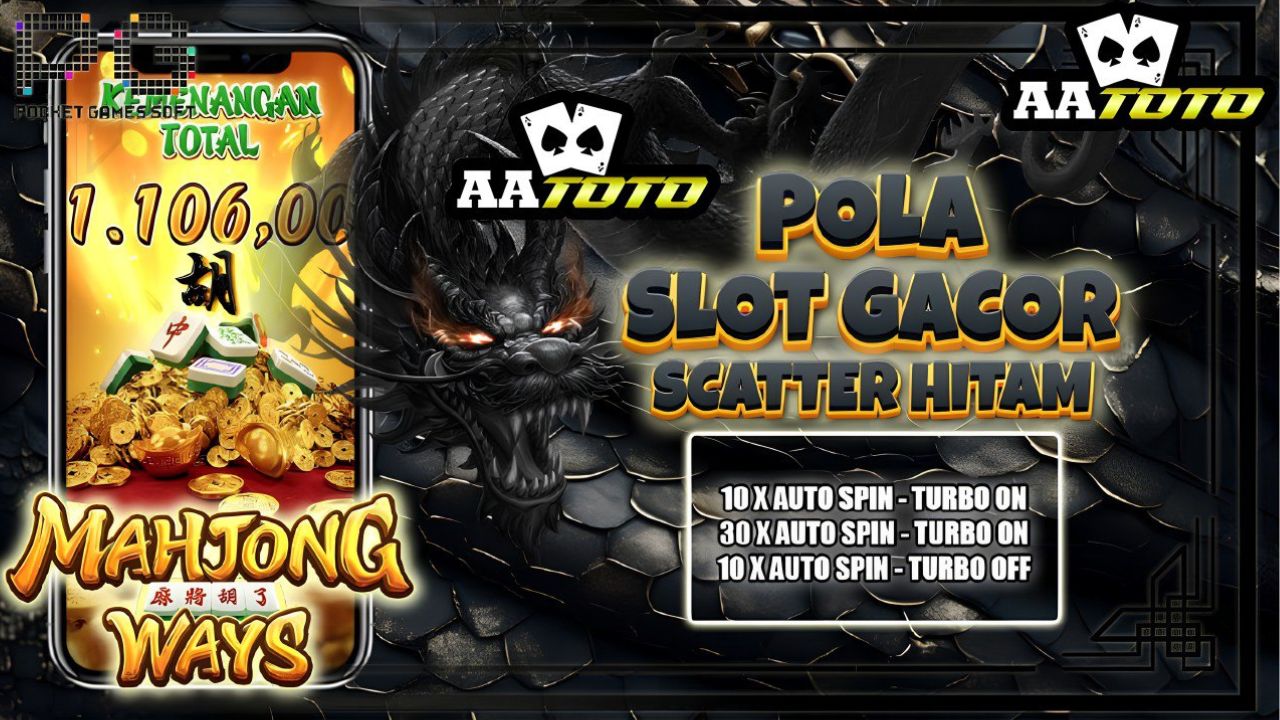 POCKET GAMES SOFT
KEMENANGAN
TOTAL
1.106,00
胡
中
MAHJONG
麻將胡了
WAYS
AATOTO
AATOTO
POLA
SLOT GACOR
SCATTER HITAM
10 X AUTO SPIN - TURBO ON
30 X AUTO SPIN - TURBO ON
10 X AUTO SPIN - TURBO OFF